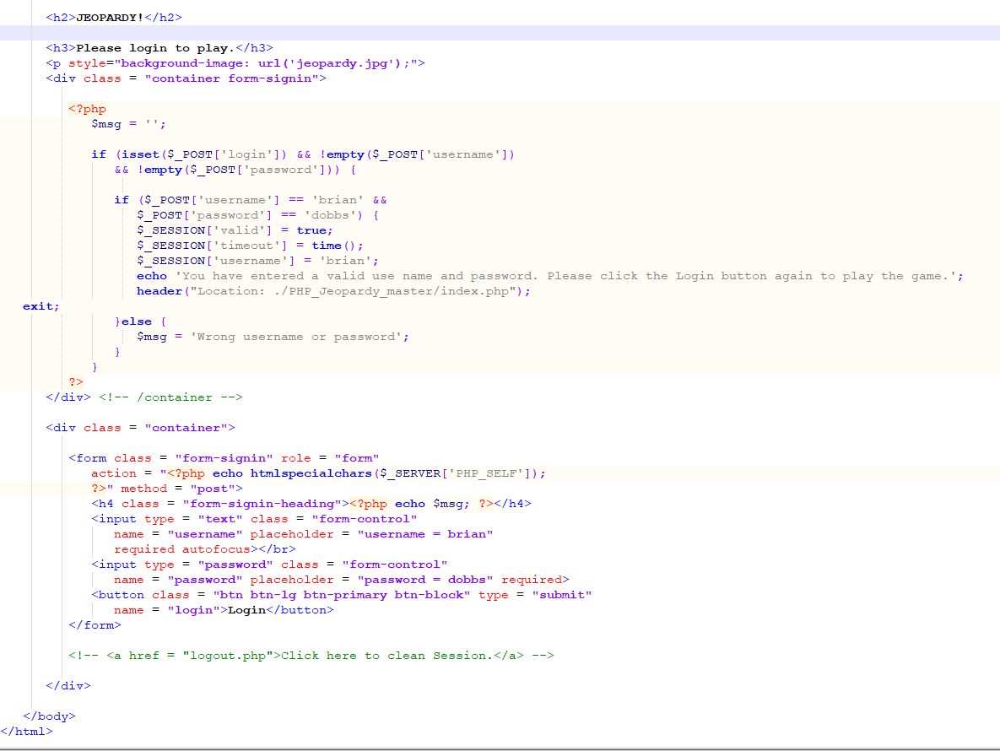 <h2>JEOPARDY!</h2>
<h3>Please login to play.</h3>
<p style="background-image: url('jeopardy.jpg');">
<div class = "container form-signin">
<?php
$msg = '';
if (isset($_POST['login']) && !empty($_POST['username'])
&& !empty($_POST['password'])) {
if ($_POST['username'] == 'brian' &&
$_POST['password'] == 'dobbs') {
$_SESSION['valid'] = true;
$_SESSION['timeout'] = time();
$_SESSION['username'] = 'brian';
echo 'You have entered a valid use name and password. Please click the Login button again to play the game.';
header("Location: ./PHP_Jeopardy_master/index.php");
exit;
}else {
$msg = 'Wrong username or password';
}
}
?>
</div> <!-- /container -->
<div class = "container">
<form class = "form-signin" role = "form"
action = "<?php echo htmlspecialchars($_SERVER['PHP_SELF']);
?>" method = "post">
<h4 class = "form-signin-heading"><?php echo $msg; ?></h4>
<input type = "text" class = "form-control"
name = "username" placeholder = "username = brian"
required autofocus></br>
<input type = "password" class = "form-control"
name = "password" placeholder = "password = dobbs" required>
<button class = "btn btn-lg btn-primary btn-block" type = "submit"
name = "login">Login</button>
</form>
<!-- <a href = "logout.php">Click here to clean Session.</a> -->
</div>
</body>
</html>